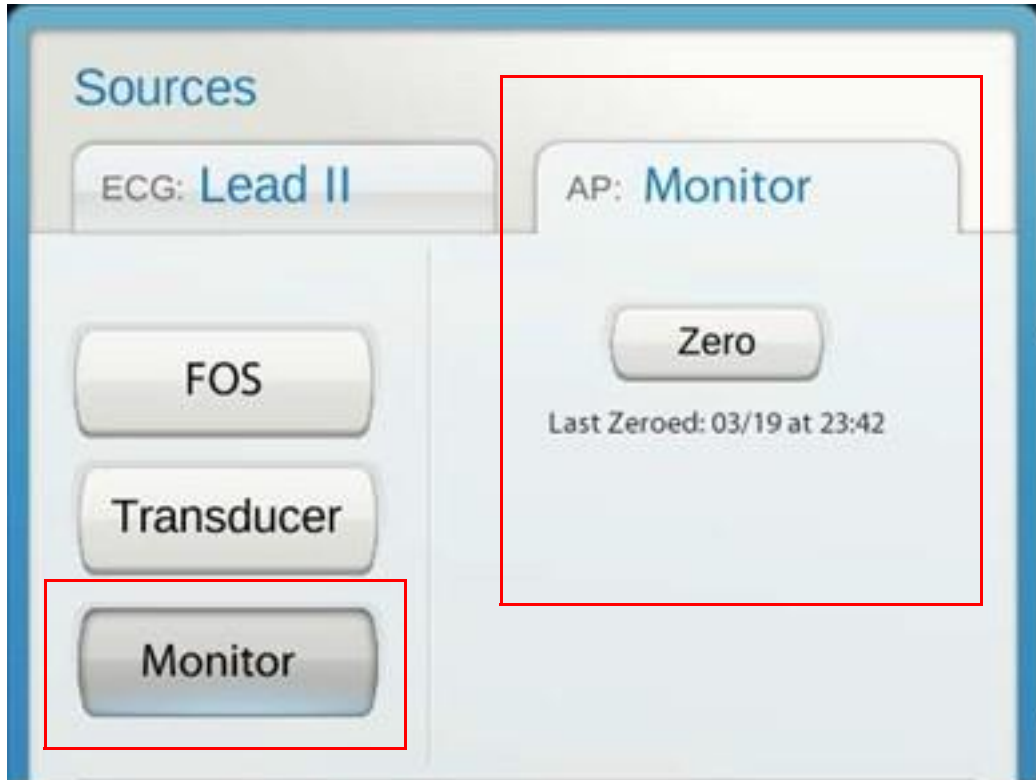 Sources
ECG: Lead II
AP: Monitor
FOS
Transducer
Monitor
Zero
Last Zeroed: 03/19 at 23:42